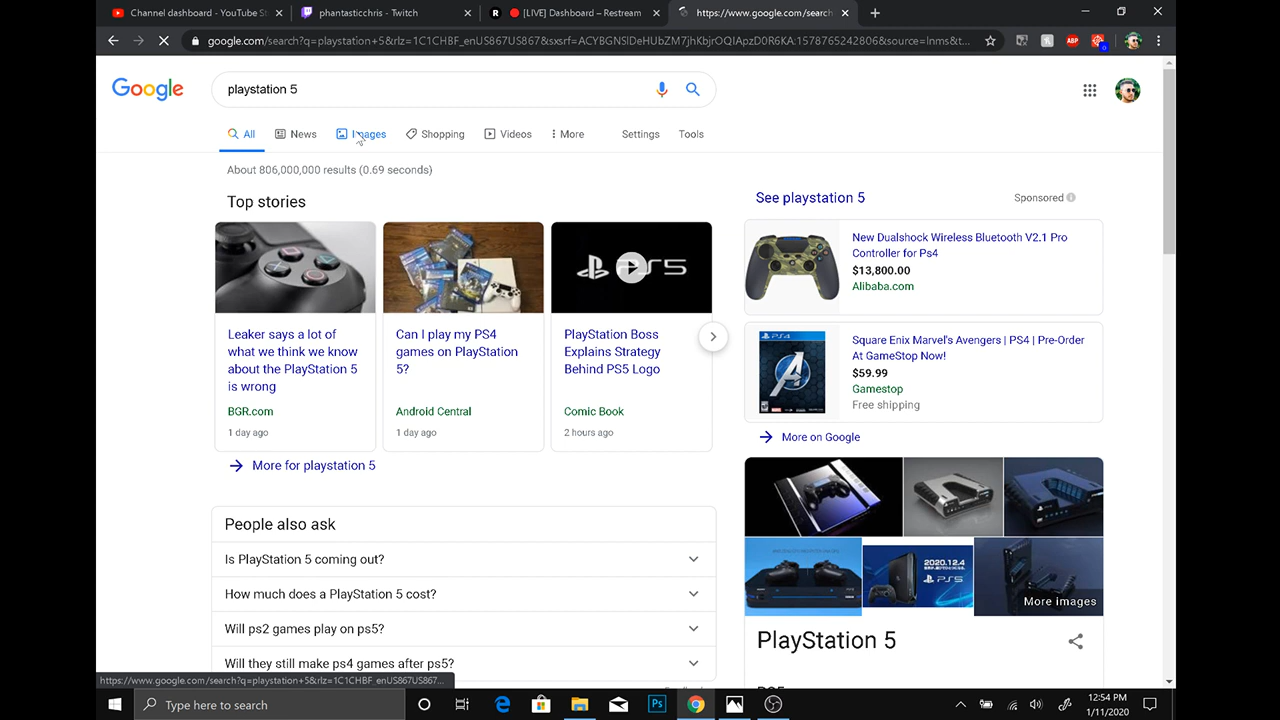 Channel dashboard - YouTube St
phantasticchris - Twitch
[LIVE] Dashboard – Restream
https://www.google.com/search
google.com/search?q=playstation+5&rlz=1C1CHBF_enUS867US867&sxsrf=ACYBGNSlDeHUbZM7jhKbjrOQIApzD0R6KA:1578765242806&source=lnms&t...
ABP
Google
playstation 5
All
News
Images
Shopping
Videos
More
Settings
Tools
About 806,000,000 results (0.69 seconds)
Top stories
PS5
Leaker says a lot of
what we think we know
about the PlayStation 5
is wrong
BGR.com
1 day ago
Can I play my PS4
games on PlayStation
5?
Android Central
1 day ago
PlayStation Boss
Explains Strategy
Behind PS5 Logo
Comic Book
2 hours ago
More for playstation 5
People also ask
Is PlayStation 5 coming out?
How much does a PlayStation 5 cost?
Will ps2 games play on ps5?
Will they still make ps4 games after ps5?
See playstation 5
Sponsored
New Dualshock Wireless Bluetooth V2.1 Pro
Controller for Ps4
$13,800.00
Alibaba.com
PS4
Square Enix Marvel's Avengers | PS4 | Pre-Order
At GameStop Now!
$59.99
Gamestop
Free shipping
More on Google
2020.12.4
PS5
More images
PlayStation 5
https://www.google.com/search?q=playstation+5&rlz=1C1CHBF_enUS867US867...
Type here to search
Ps
12:54 PM
1/11/2020